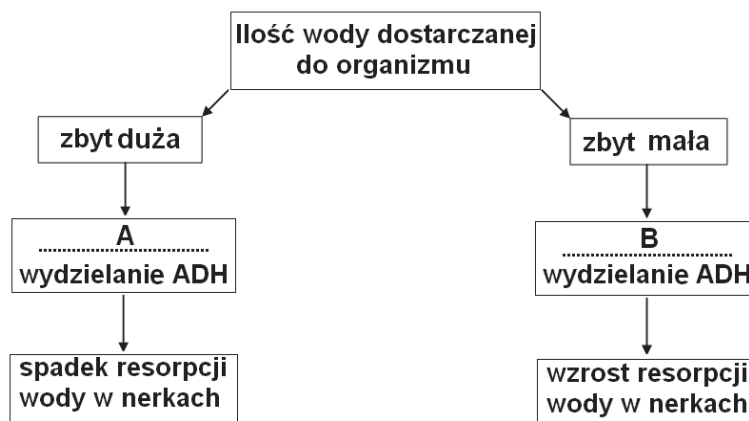 Ilość wody dostarczanej
do organizmu
zbyt duża
zbyt mała
A
wydzielanie ADH
B
wydzielanie ADH
spadek resorpcji
wody w nerkach
wzrost resorpcji
wody w nerkach